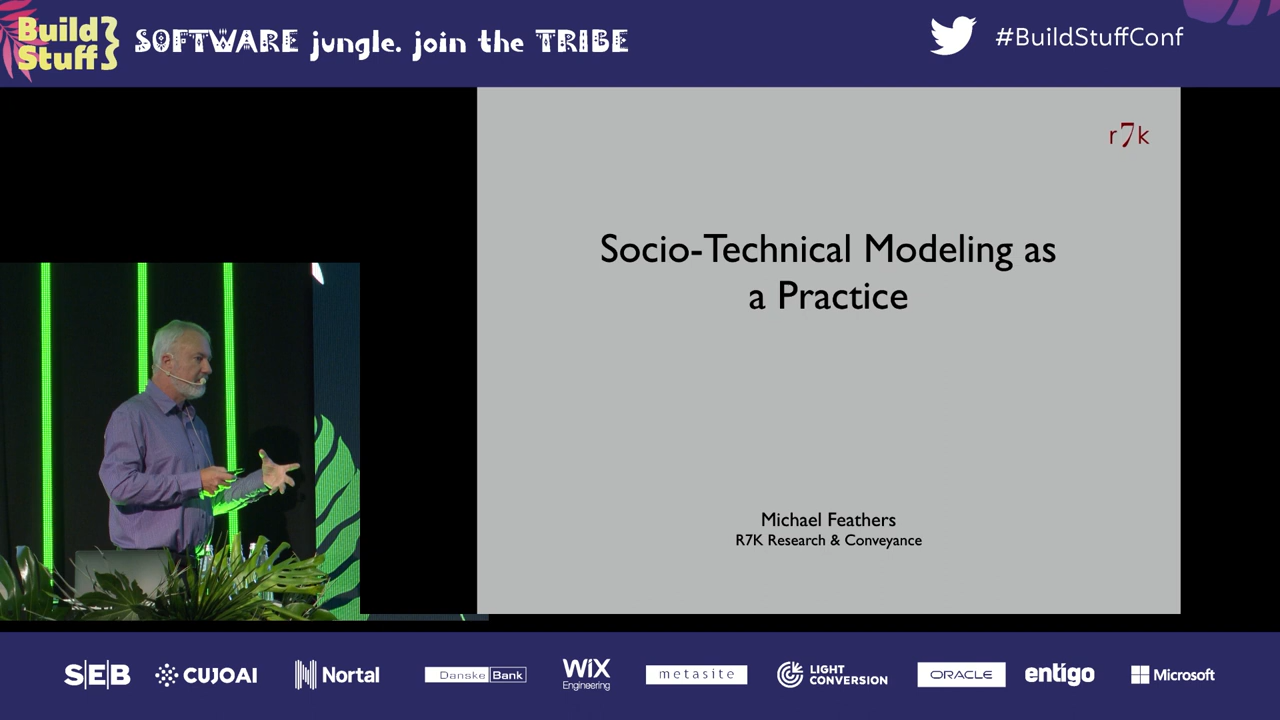 Build
Stuff
SOFTWARE jungle. join the TRIBE
#BuildStuffConf
r7k
Socio-Technical Modeling as
a Practice
Michael Feathers
R7K Research & Conveyance
S|E|B
CUJOAI
Nortal
Danske Bank
WiX
Engineering
metasite
LIGHT
CONVERSION
ORACLE
entigo
Microsoft